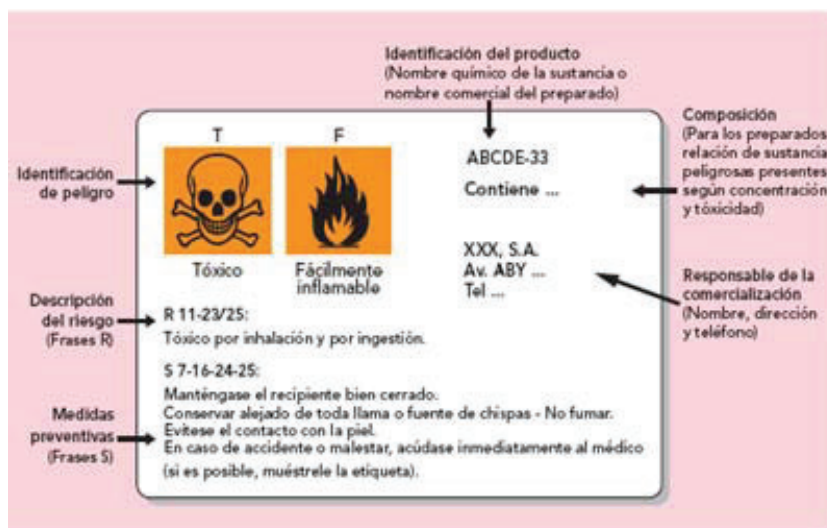 Identificación del producto
(Nombre químico de la sustancia o
nombre comercial del preparado)
Composición
(Para los preparados
relación de sustancia
peligrosas presentes
según concentración
y tóxicidad)
Identificación
de peligro
T
F
Tóxico
Fácilmente
inflamable
ABCDE-33
Contiene ...
XXX, S.A.
Av. ABY ...
Tel ...
Responsable de la
comercialización
(Nombre, dirección
y teléfono)
Descripción
del riesgo
(Frases R)
R 11-23/25:
Tóxico por inhalación y por ingestión.
S 7-16-24-25:
Manténgase el recipiente bien cerrado.
Conservar alejado de toda llama o fuente de chispas - No fumar.
Evítese el contacto con la piel.
En caso de accidente o malestar, acúdase inmediatamente al médico
(si es posible, muéstrele la etiqueta).
Medidas
preventivas
(Frases S)